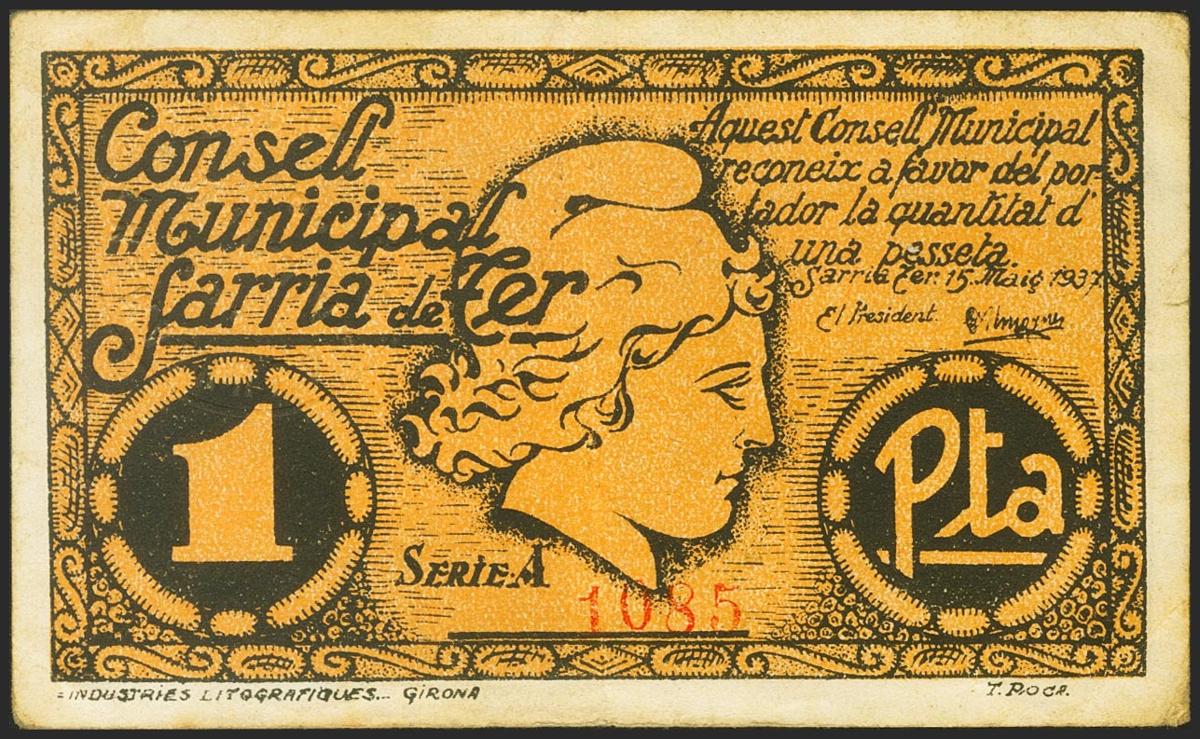 Consell
Municipal
Sarria de Ter
Aquest Consell Municipal
reconeix a favor del por
tador la quantitat d'
una pesseta.
Sarrià Ter. 15. Maig 1937
El President.
1
Pta
SERIE.A
1085
=INDUSTRIES LITOGRAFIQUES... GIRONA
T. ROCA.